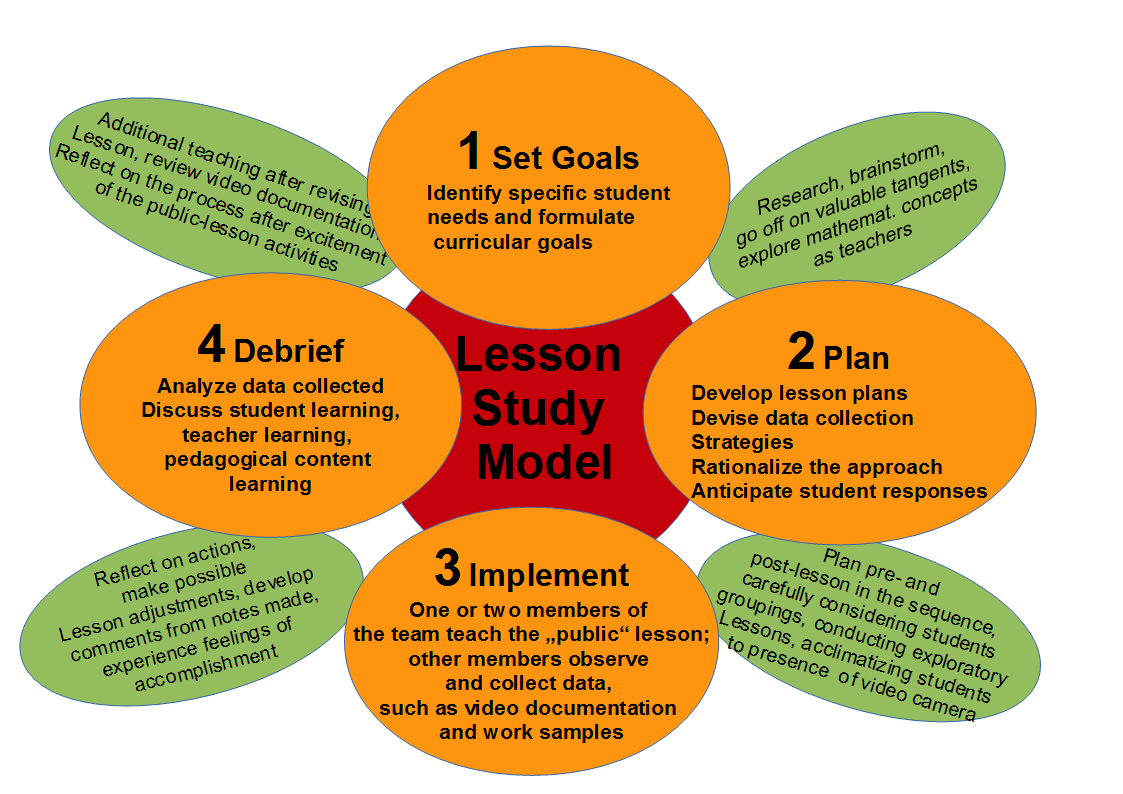 1 Set Goals
Identify specific student
needs and formulate
curricular goals
Research, brainstorm,
go off on valuable tangents,
explore mathemat. concepts
as teachers
2 Plan
Develop lesson plans
Devise data collection
Strategies
Rationalize the approach
Anticipate student responses
Plan pre- and
post-lesson in the sequence,
carefully considering students
groupings, conducting exploratory
Lessons, acclimatizing students
to presence of video camera
3 Implement
One or two members of
the team teach the „public“ lesson;
other members observe
and collect data,
such as video documentation
and work samples
Reflect on actions,
make possible
Lesson adjustments, develop
comments from notes made,
experience feelings of
accomplishment
4 Debrief
Analyze data collected
Discuss student learning,
teacher learning,
pedagogical content
learning
Additional teaching after revising
Lesson, review video documentation
Reflect on the process after excitement
of the public-lesson activities
Lesson
Study
Model